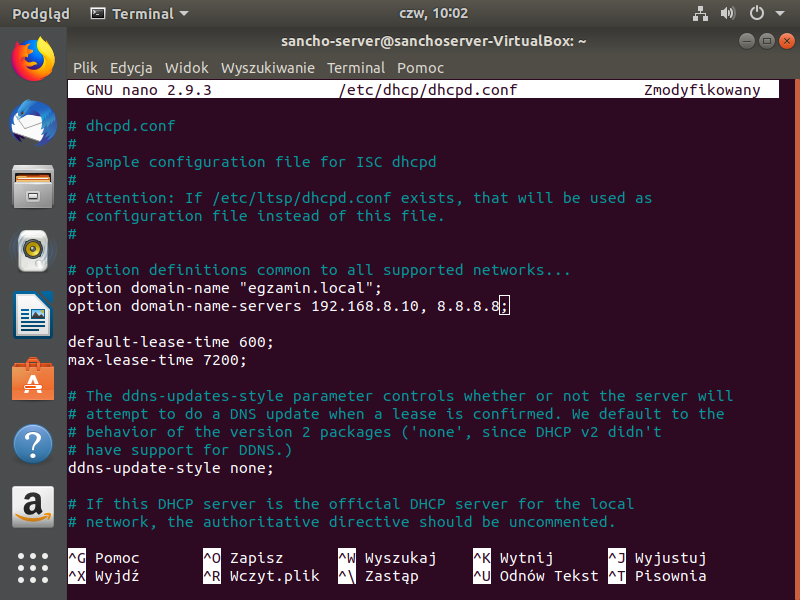 Podgląd Terminal czw, 10:02
sancho-server@sanchoserver-VirtualBox: ~
Plik Edycja Widok Wyszukiwanie Terminal Pomoc
GNU nano 2.9.3 /etc/dhcp/dhcpd.conf Zmodyfikowany
# dhcpd.conf
#
# Sample configuration file for ISC dhcpd
#
# Attention: If /etc/ltsp/dhcpd.conf exists, that will be used as
# configuration file instead of this file.
#
# option definitions common to all supported networks...
option domain-name "egzamin.local";
option domain-name-servers 192.168.8.10, 8.8.8.8;
default-lease-time 600;
max-lease-time 7200;
# The ddns-updates-style parameter controls whether or not the server will
# attempt to do a DNS update when a lease is confirmed. We default to the
# behavior of the version 2 packages ('none', since DHCP v2 didn't
# have support for DDNS.)
ddns-update-style none;
# If this DHCP server is the official DHCP server for the local
# network, the authoritative directive should be uncommented.
^G Pomoc ^O Zapisz ^W Wyszukaj ^K Wytnij ^J Wyjustuj
^X Wyjdź ^R Wczyt.plik ^\ Zastąp ^U Odnów Tekst ^T Pisownia